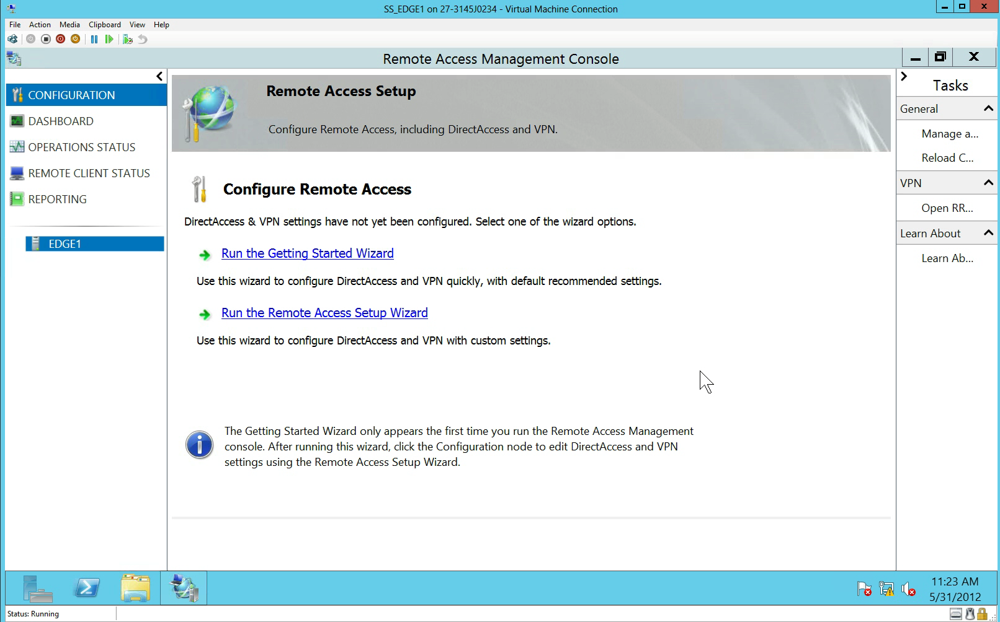 SS_EDGE1 on 27-3145J0234 - Virtual Machine Connection
File Action Media Clipboard View Help
Remote Access Management Console
CONFIGURATION
DASHBOARD
OPERATIONS STATUS
REMOTE CLIENT STATUS
REPORTING
EDGE1
Remote Access Setup
Configure Remote Access, including DirectAccess and VPN.
Configure Remote Access
DirectAccess & VPN settings have not yet been configured. Select one of the wizard options.
Run the Getting Started Wizard
Use this wizard to configure DirectAccess and VPN quickly, with default recommended settings.
Run the Remote Access Setup Wizard
Use this wizard to configure DirectAccess and VPN with custom settings.
The Getting Started Wizard only appears the first time you run the Remote Access Management
console. After running this wizard, click the Configuration node to edit DirectAccess and VPN
settings using the Remote Access Setup Wizard.
Tasks
General
Manage a...
Reload C...
VPN
Open RR...
Learn About
Learn Ab...
11:23 AM
5/31/2012
Status: Running